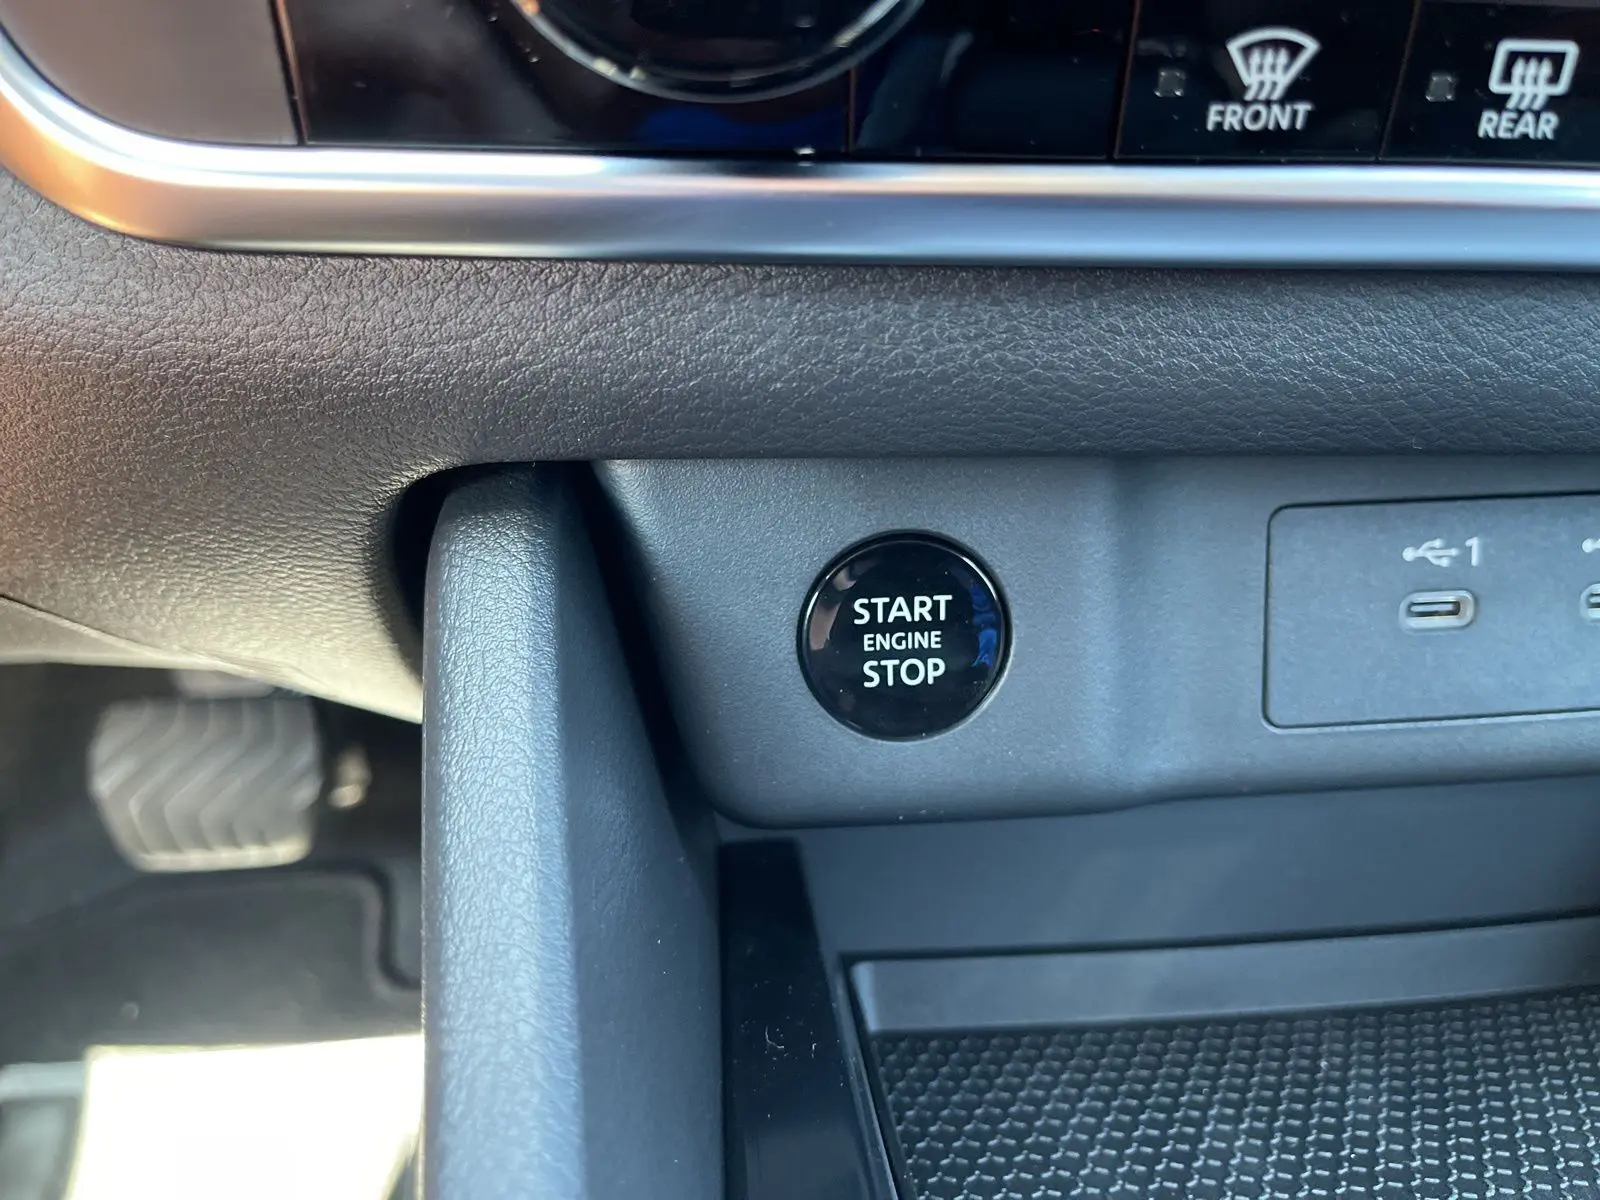 FRONT
REAR
1
START
ENGINE
STOP